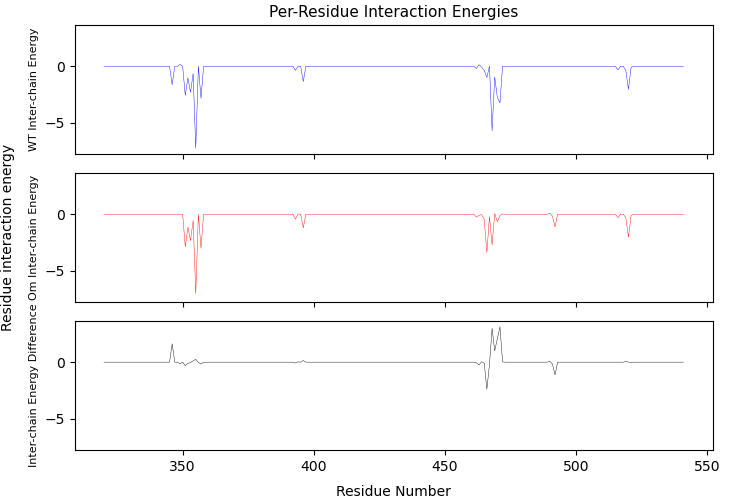 Per-Residue Interaction Energies
Residue interaction energy
WT Inter-chain Energy
0
−5
Om Inter-chain Energy
0
−5
Inter-chain Energy Difference
0
−5
350
400
450
500
550
Residue Number